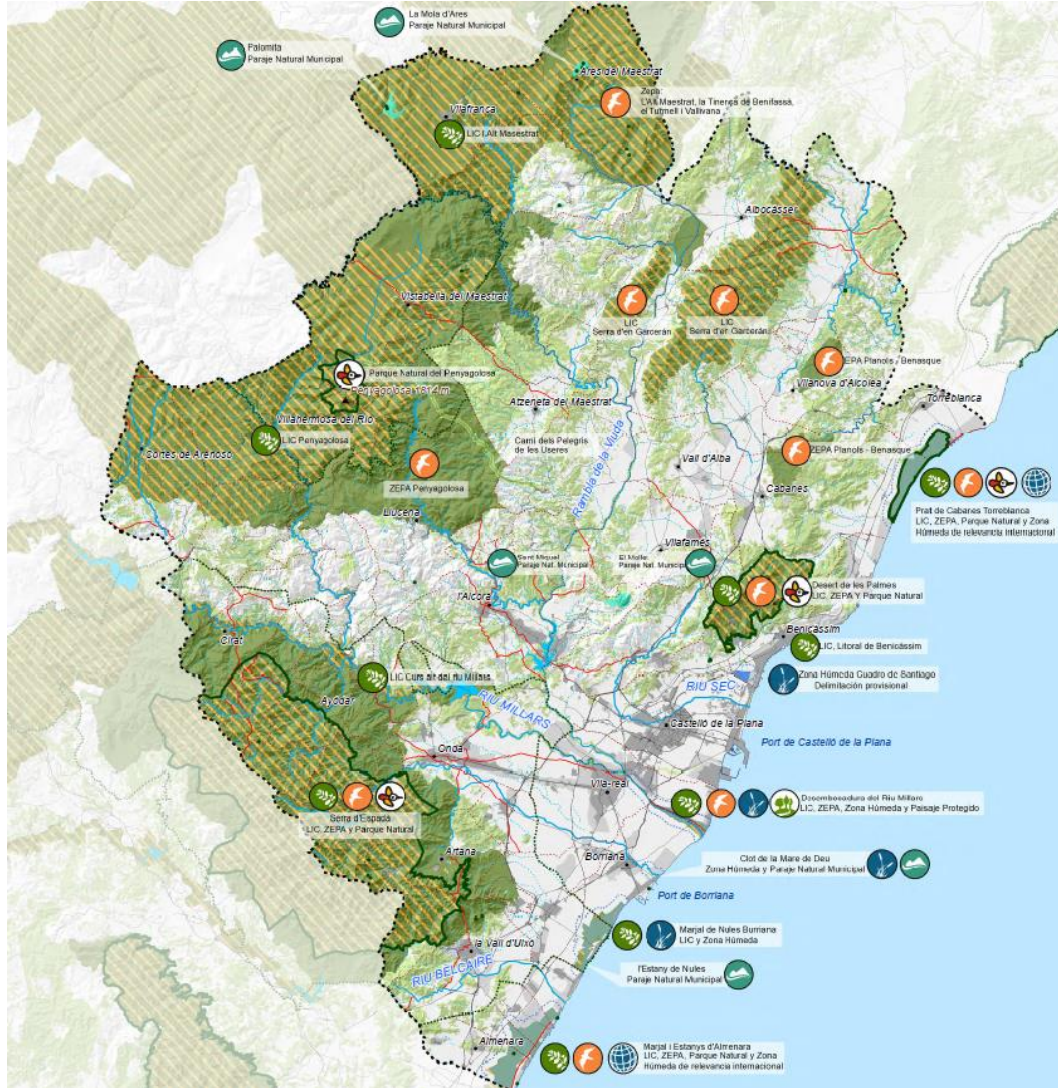 La Mola d'Ares
Paraje Natural Municipal
Palomita
Paraje Natural Municipal
Ares del Maestrat
Zepa:
L'Alt Maestrat, la Tinença de Benifassà,
el Turmell i Vallivana
Vilafranca
LIC l'Alt Maestrat
Albocàsser
Vistabella del Maestrat
LIC
Serra d'en Garcerán
LIC
Serra d'en Garcerán
EPA Planols - Benasque
Parque Natural del Penyagolosa
Penyagolosa 1814 m.
Vilanova d'Alcolea
Torreblanca
Atzeneta del Maestrat
Villahermosa del Río
LIC Penyagolosa
Camí dels Pelegrís
de les Useres
Rambla de la Viuda
Cortes de Arenoso
ZEPA Penyagolosa
ZEPA Planols - Benasque
Vall d'Alba
Cabanes
Llucena
Prat de Cabanes Torreblanca
LIC, ZEPA, Parque Natural y Zona
Húmeda de relevancia internacional
Vilafamés
Sant Miquel
Paraje Nat. Municipal
El Molle
Paraje Nat. Municipal
Desert de les Palmes
LIC, ZEPA Y Parque Natural
l'Alcora
Cirat
Benicàssim
LIC, Litoral de Benicàssim
LIC Curs alt del riu Millars
Zona Húmeda Cuadro de Santiago
Delimitación provisional
RIU SEC
Ayódar
RIU MILLARS
Castelló de la Plana
Port de Castelló de la Plana
Onda
Vila-real
Desembocadura del Riu Millars
LIC, ZEPA, Zona Húmeda y Paisaje Protegido
Serra d'Espadà
LIC, ZEPA y Parque Natural
Artana
Borriana
Clot de la Mare de Deu
Zona Húmeda y Paraje Natural Municipal
Port de Borriana
Marjal de Nules Burriana
LIC y Zona Húmeda
la Vall d'Uixó
RIU BELCAIRE
l'Estany de Nules
Paraje Natural Municipal
Almenara
Marjal i Estanys d'Almenara
LIC, ZEPA, Parque Natural y Zona
Húmeda de relevancia internacional